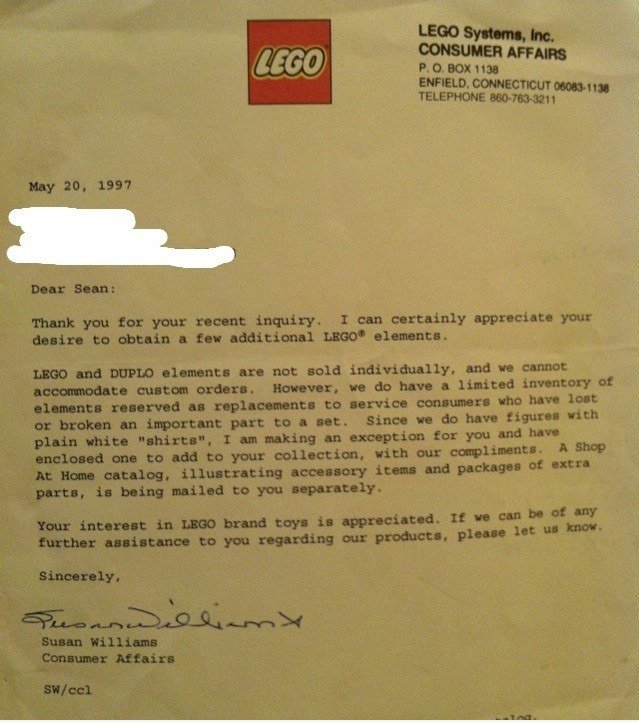 LEGO
LEGO Systems, Inc.
CONSUMER AFFAIRS
P. O. BOX 1138
ENFIELD, CONNECTICUT 06083-1138
TELEPHONE 860-763-3211
May 20, 1997
Dear Sean:
Thank you for your recent inquiry. I can certainly appreciate your
desire to obtain a few additional LEGO® elements.
LEGO and DUPLO elements are not sold individually, and we cannot
accommodate custom orders. However, we do have a limited inventory of
elements reserved as replacements to service consumers who have lost
or broken an important part to a set. Since we do have figures with
plain white "shirts", I am making an exception for you and have
enclosed one to add to your collection, with our compliments. A Shop
At Home catalog, illustrating accessory items and packages of extra
parts, is being mailed to you separately.
Your interest in LEGO brand toys is appreciated. If we can be of any
further assistance to you regarding our products, please let us know.
Sincerely,
Susan Williams
Susan Williams
Consumer Affairs
SW/ccl